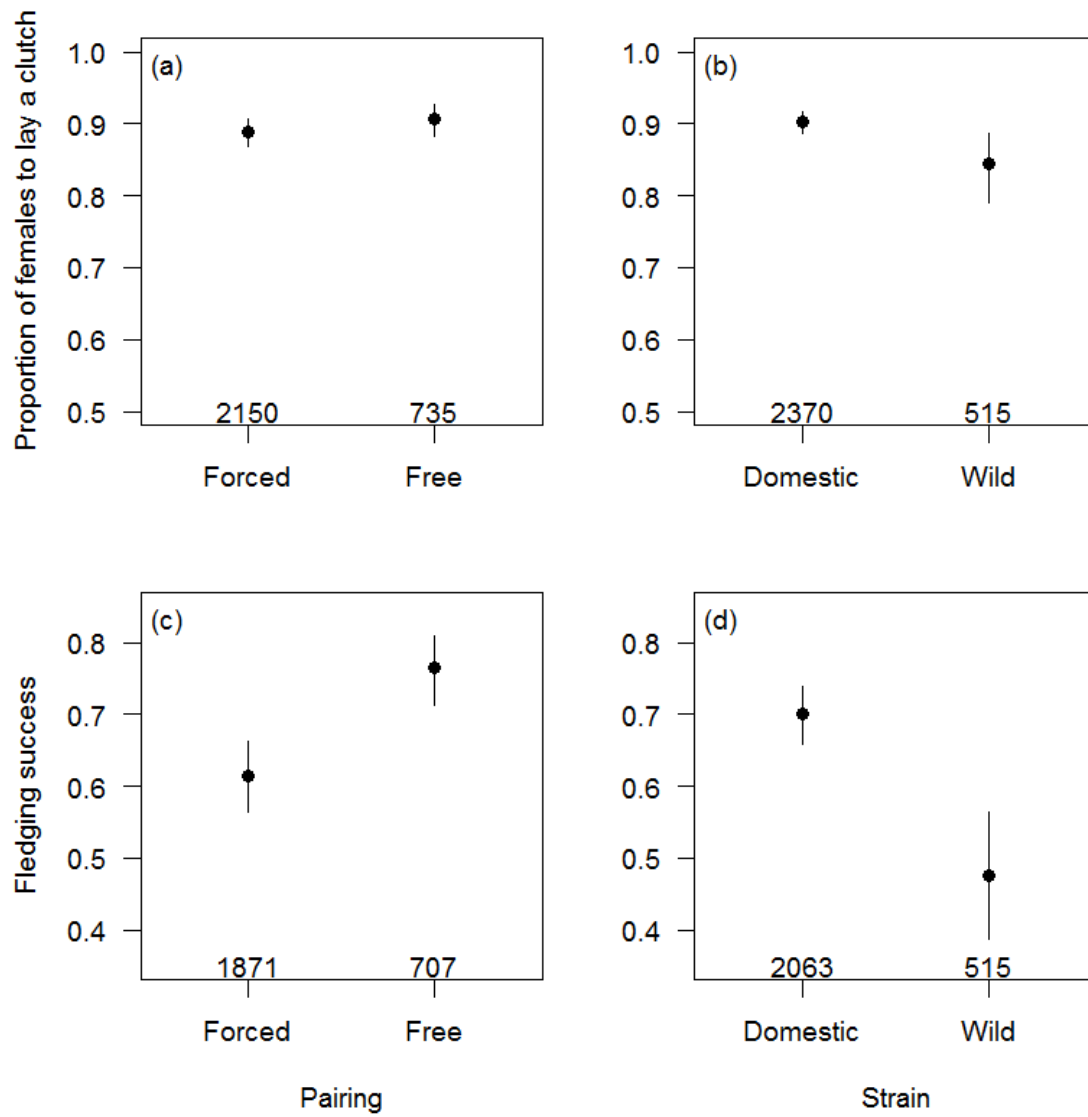 Proportion of females to lay a clutch
(a)
1.0
0.9
0.8
0.7
0.6
0.5
2150 735
Forced Free
(b)
1.0
0.9
0.8
0.7
0.6
0.5
2370 515
Domestic Wild
Fledging success
(c)
0.8
0.7
0.6
0.5
0.4
1871 707
Forced Free
Pairing
(d)
0.8
0.7
0.6
0.5
0.4
2063 515
Domestic Wild
Strain